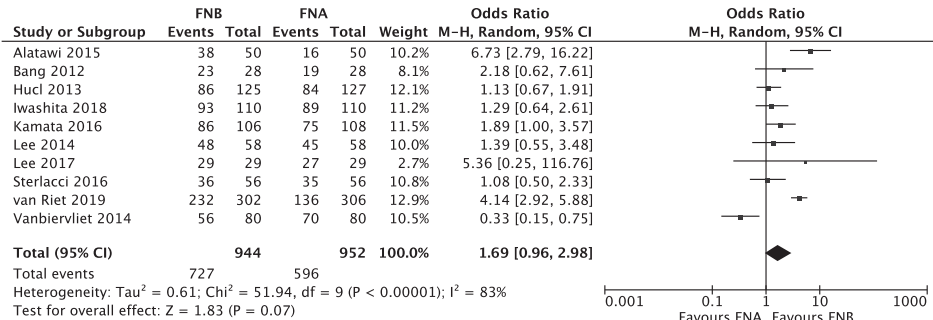 FNB FNA Odds Ratio Odds Ratio
Study or Subgroup Events Total Events Total Weight M-H, Random, 95% CI M-H, Random, 95% CI
Alatawi 2015 38 50 16 50 10.2% 6.73 [2.79, 16.22]
Bang 2012 23 28 19 28 8.1% 2.18 [0.62, 7.61]
Hucl 2013 86 125 84 127 12.1% 1.13 [0.67, 1.91]
Iwashita 2018 93 110 89 110 11.2% 1.29 [0.64, 2.61]
Kamata 2016 86 106 75 108 11.5% 1.89 [1.00, 3.57]
Lee 2014 48 58 45 58 10.0% 1.39 [0.55, 3.48]
Lee 2017 29 29 27 29 2.7% 5.36 [0.25, 116.76]
Sterlacci 2016 36 56 35 56 10.8% 1.08 [0.50, 2.33]
van Riet 2019 232 302 136 306 12.9% 4.14 [2.92, 5.88]
Vanbiervliet 2014 56 80 70 80 10.5% 0.33 [0.15, 0.75]
Total (95% CI) 944 952 100.0% 1.69 [0.96, 2.98]
Total events 727 596
Heterogeneity: Tau² = 0.61; Chi² = 51.94, df = 9 (P < 0.00001); I² = 83%
Test for overall effect: Z = 1.83 (P = 0.07)
0.001 0.1 1 10 1000
Favours FNA Favours FNB